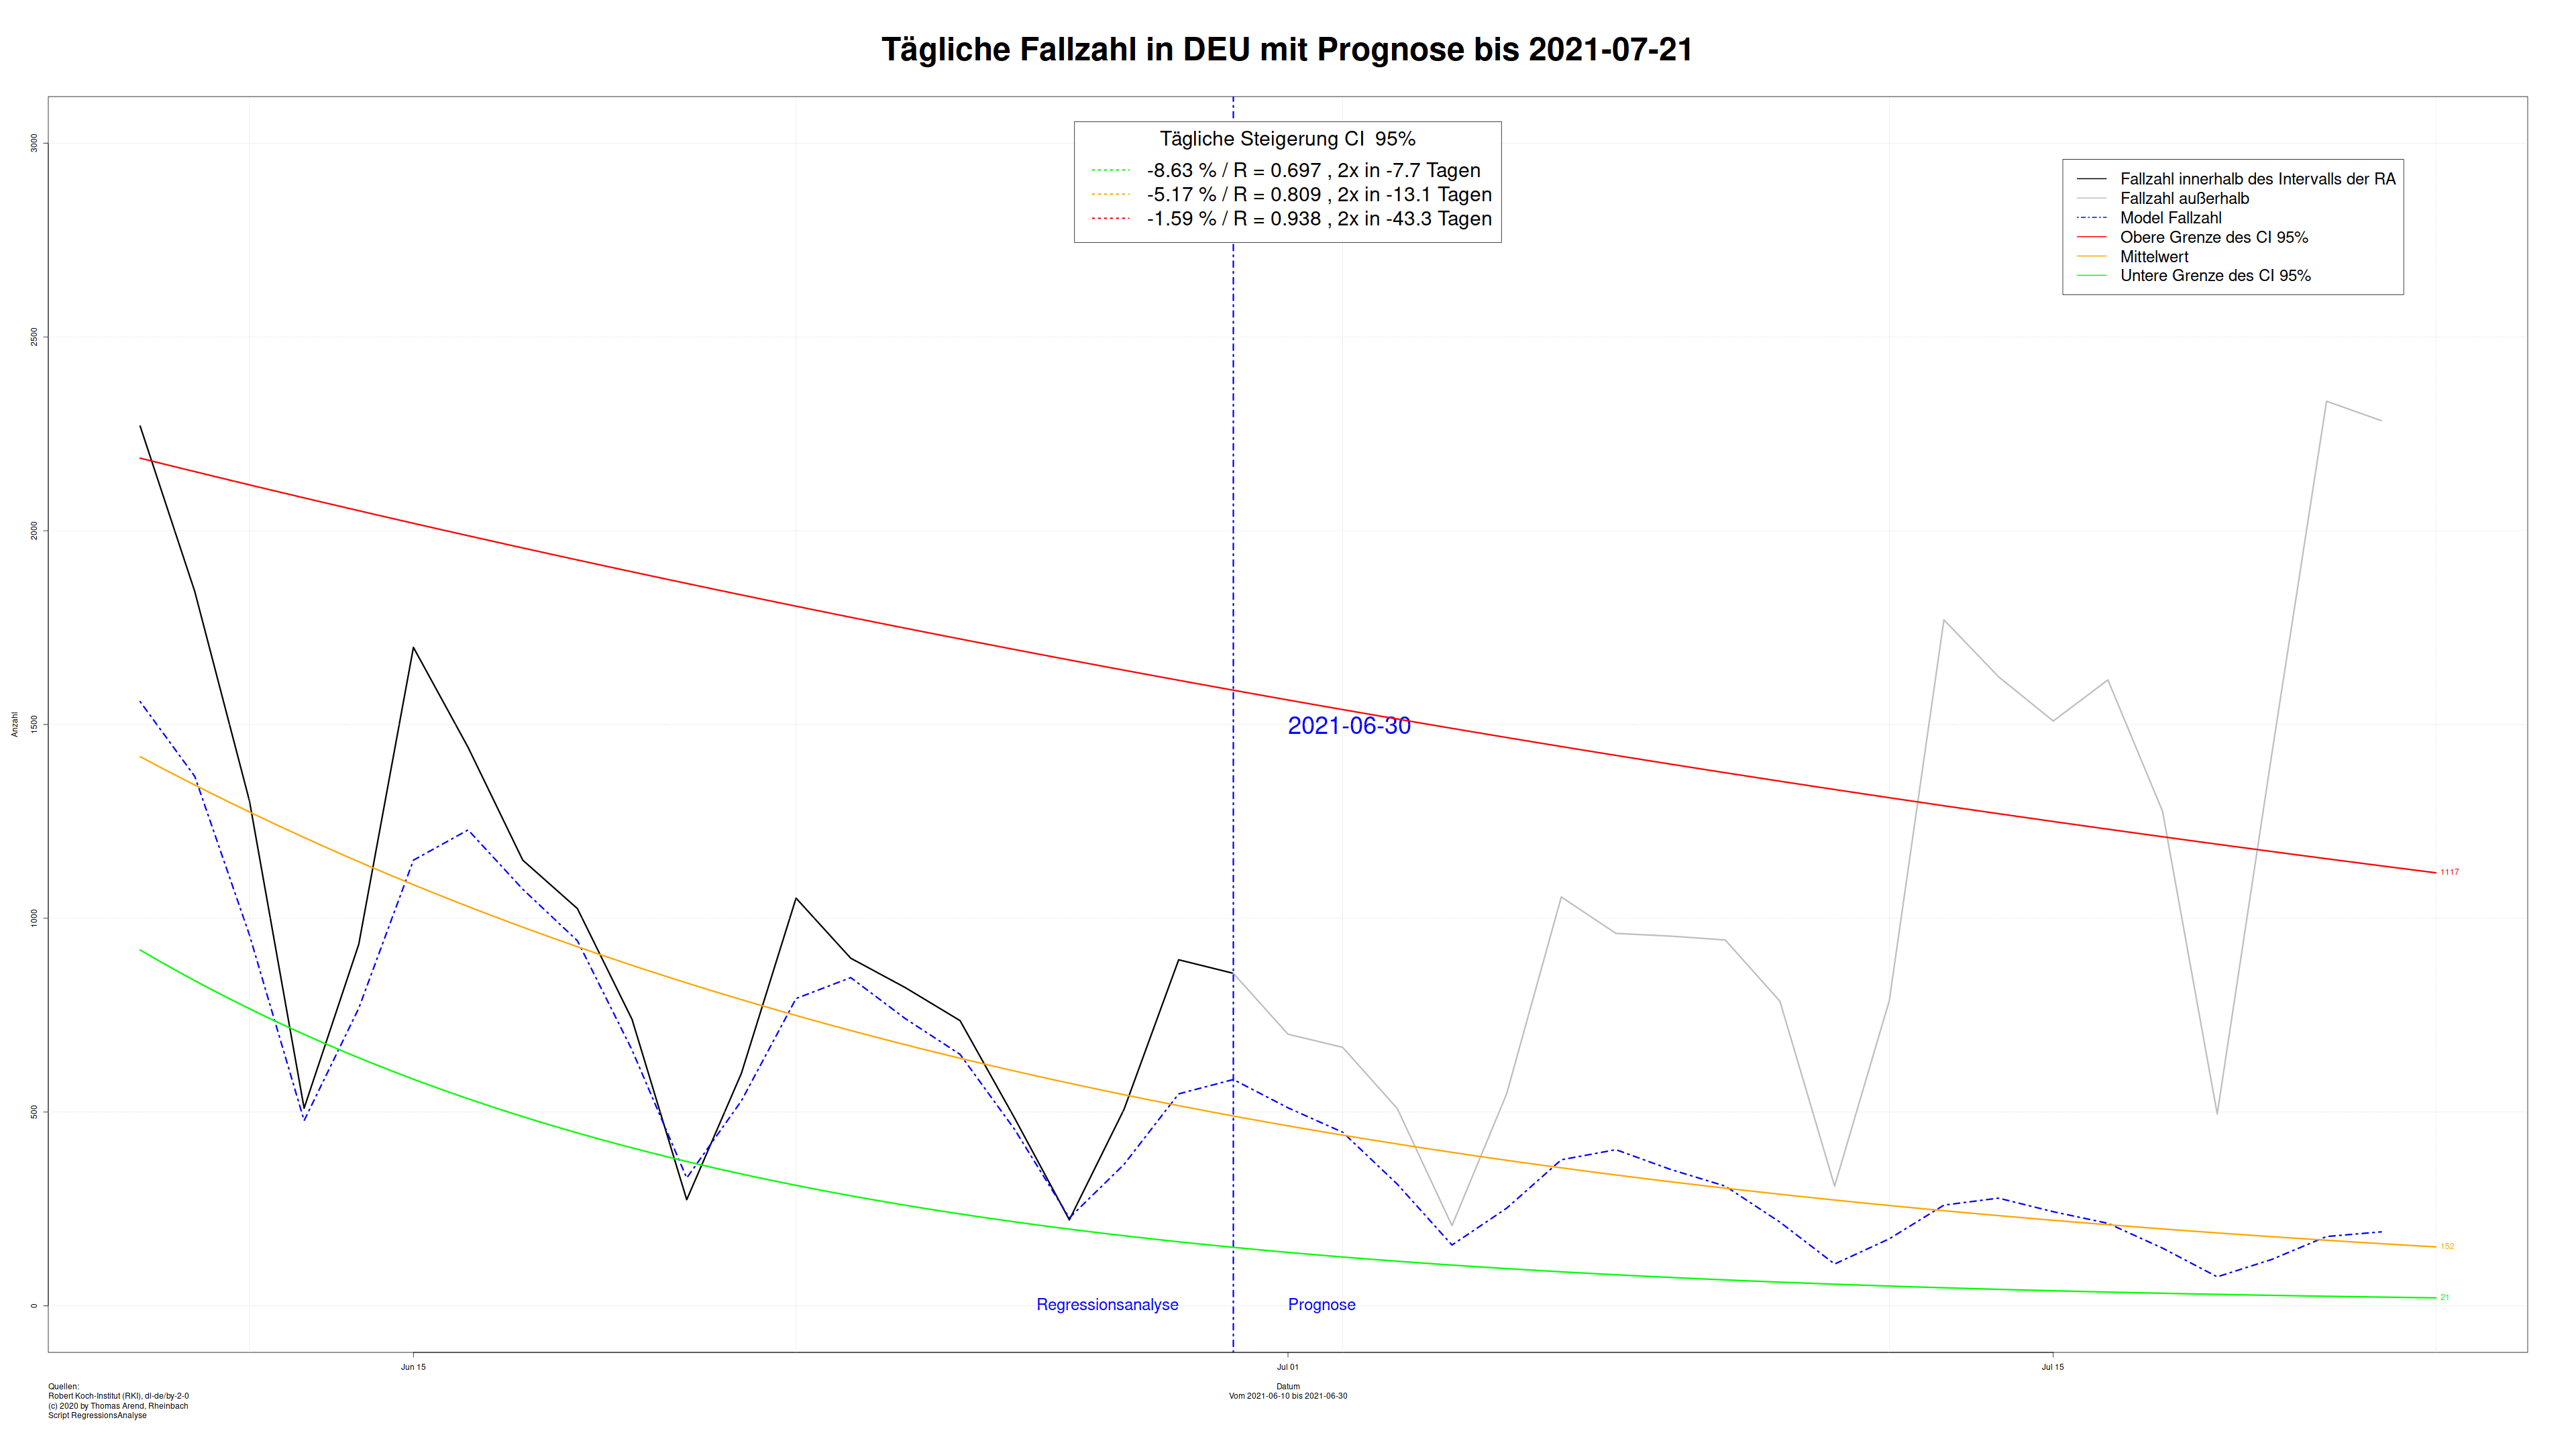 Tägliche Fallzahl in DEU mit Prognose bis 2021-07-21
Tägliche Steigerung CI  95%
-8.63 % / R = 0.697 , 2x in -7.7 Tagen
-5.17 % / R = 0.809 , 2x in -13.1 Tagen
-1.59 % / R = 0.938 , 2x in -43.3 Tagen
Fallzahl innerhalb des Intervalls der RA
Fallzahl außerhalb
Model Fallzahl
Obere Grenze des CI 95%
Mittelwert
Untere Grenze des CI 95%
Anzahl
3000
2500
2000
1500
1000
500
0
2021-06-30
1117
152
21
Regressionsanalyse
Prognose
Jun 15
Jul 01
Jul 15
Datum
Vom 2021-06-10 bis 2021-06-30
Quellen:
Robert Koch-Institut (RKI), dl-de/by-2-0
(c) 2020 by Thomas Arend, Rheinbach
Script RegressionsAnalyse